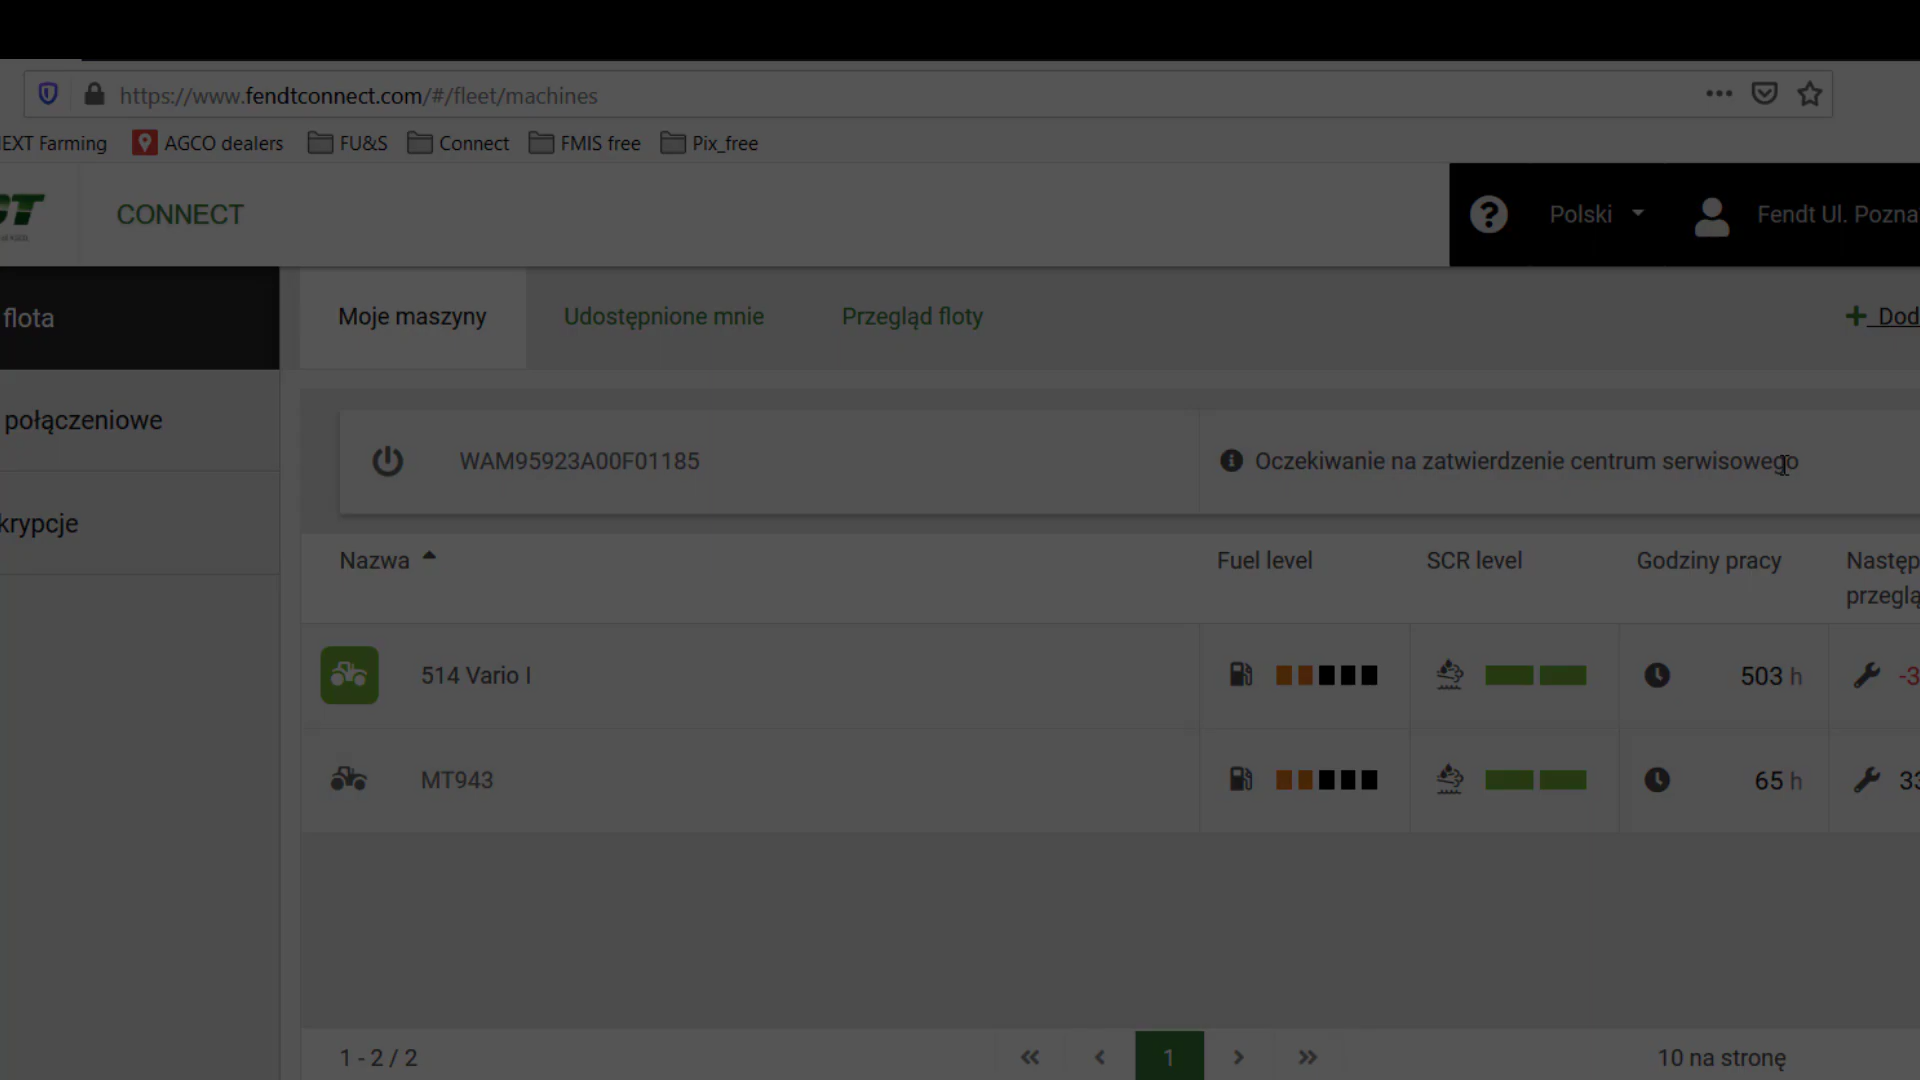 https://www.fendtconnect.com/#/fleet/machines
EXT Farming AGCO dealers FU&S Connect FMIS free Pix_free
CONNECT Polski Fendt Ul. Pozna
flota Moje maszyny Udostępnione mnie Przegląd floty + Dod
połączeniowe
WAM95923A00F01185 Oczekiwanie na zatwierdzenie centrum serwisowego
krypcje
Nazwa Fuel level SCR level Godziny pracy Następ
przeglą
514 Vario I 503 h -3
MT943 65 h 33
1 - 2 / 2 « ‹ 1 › » 10 na stronę